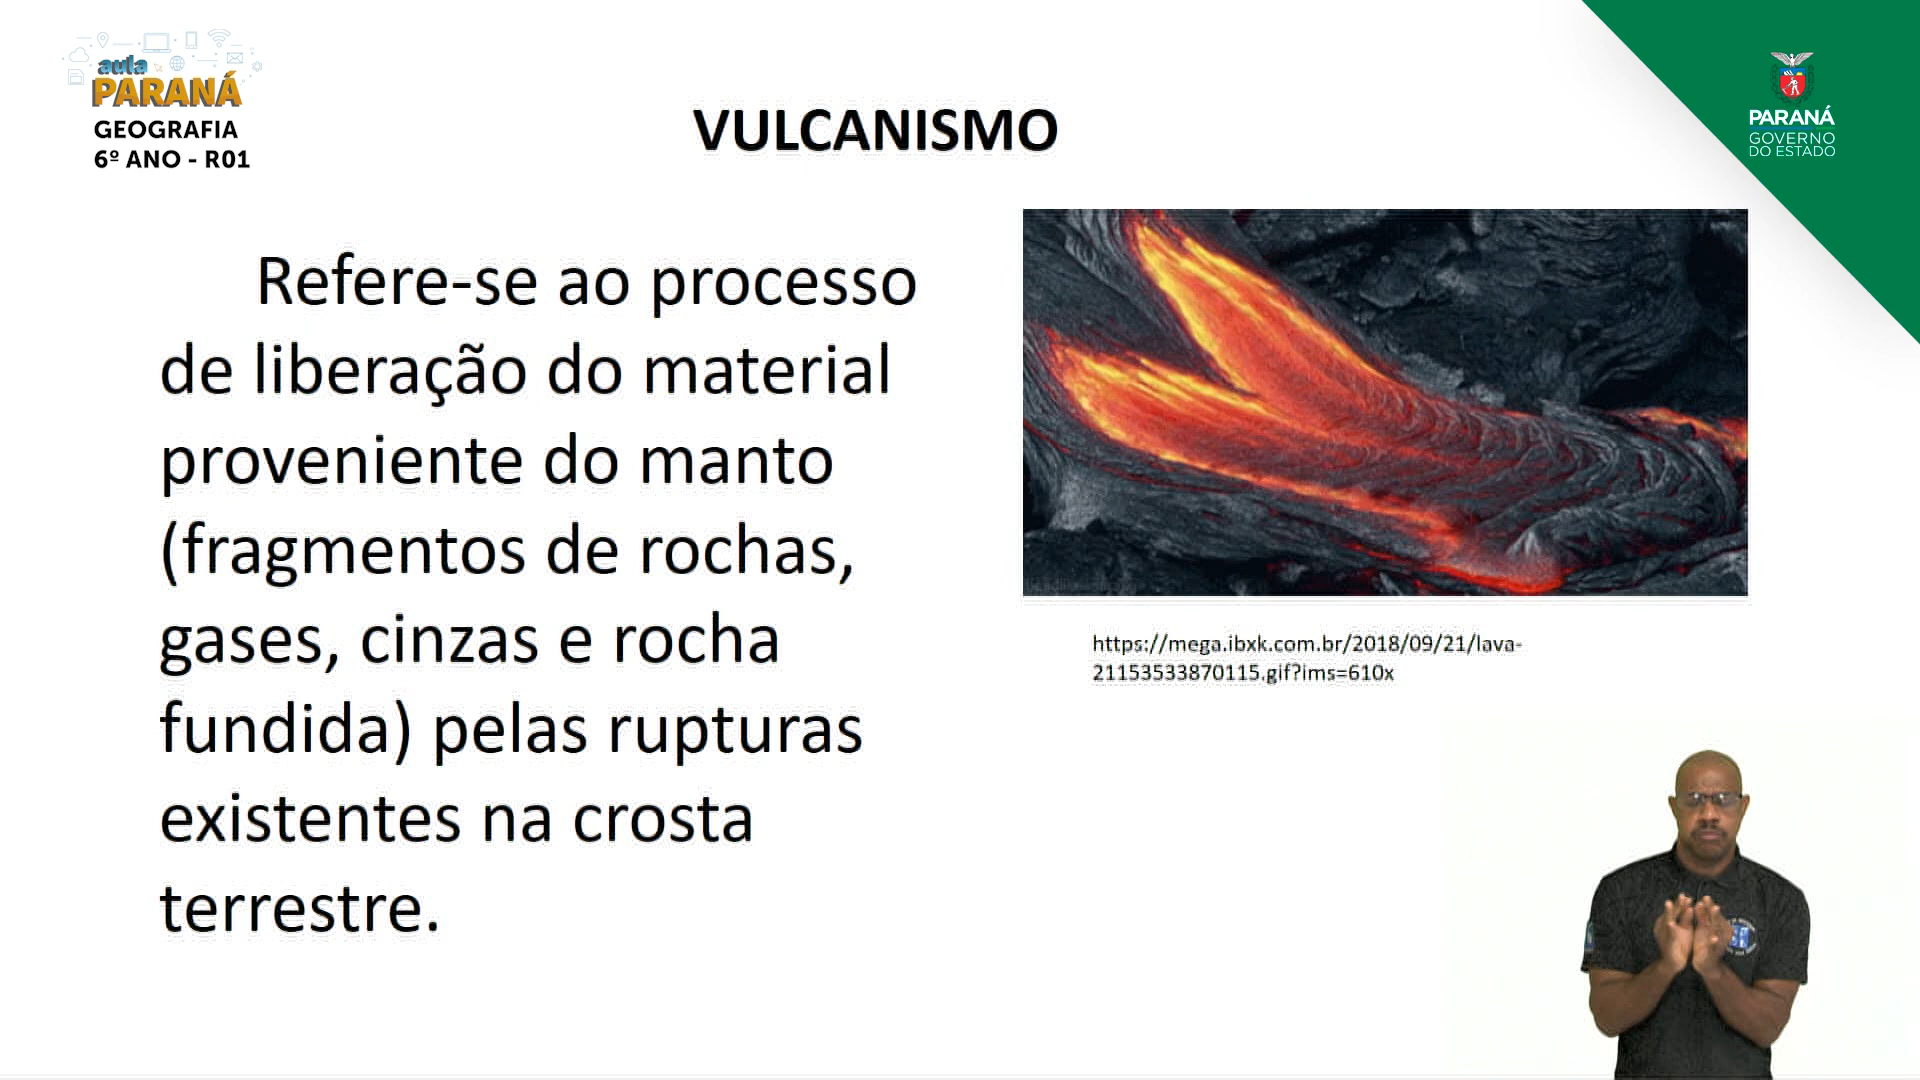 aula
PARANÁ
GEOGRAFIA
6º ANO - R01
VULCANISMO
PARANÁ
GOVERNO
DO ESTADO
Refere-se ao processo
de liberação do material
proveniente do manto
(fragmentos de rochas,
gases, cinzas e rocha
fundida) pelas rupturas
existentes na crosta
terrestre.
https://mega.ibxk.com.br/2018/09/21/lava-
21153533870115.gif?ims=610x